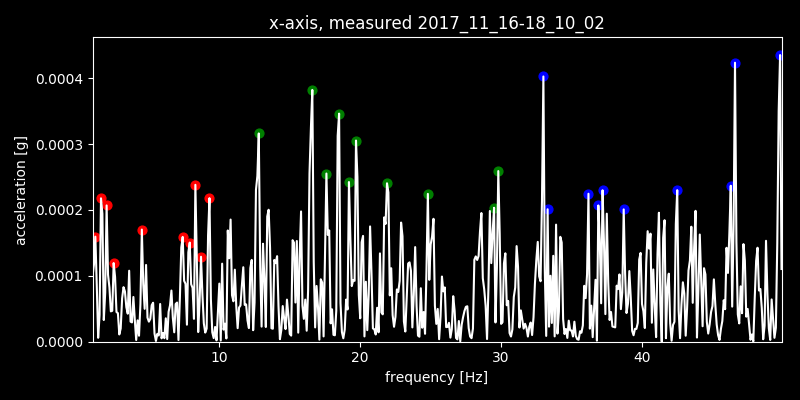 x-axis, measured 2017_11_16-18_10_02
acceleration [g]
0.0004
0.0003
0.0002
0.0001
0.0000
10 20 30 40
frequency [Hz]